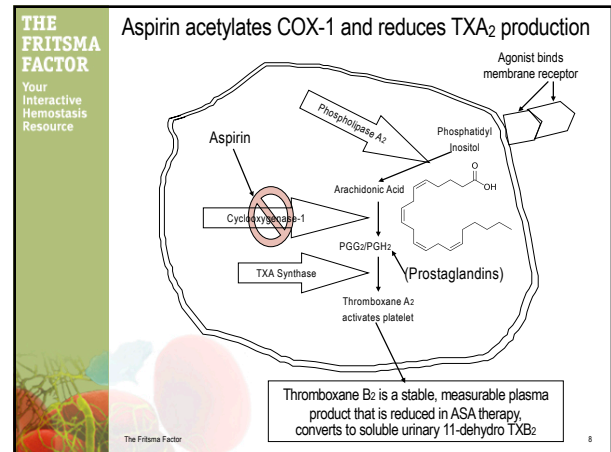 THE
FRITSMA
FACTOR
Your
Interactive
Hemostasis
Resource
Aspirin acetylates COX-1 and reduces TXA₂ production
Agonist binds
membrane receptor
Phospholipase A₂
Phosphatidyl
Inositol
Aspirin
Arachidonic Acid
O
OH
Cyclooxygenase-1
PGG₂/PGH₂
(Prostaglandins)
TXA Synthase
Thromboxane A₂
activates platelet
Thromboxane B₂ is a stable, measurable plasma
product that is reduced in ASA therapy,
converts to soluble urinary 11-dehydro TXB₂
The Fritsma Factor
8